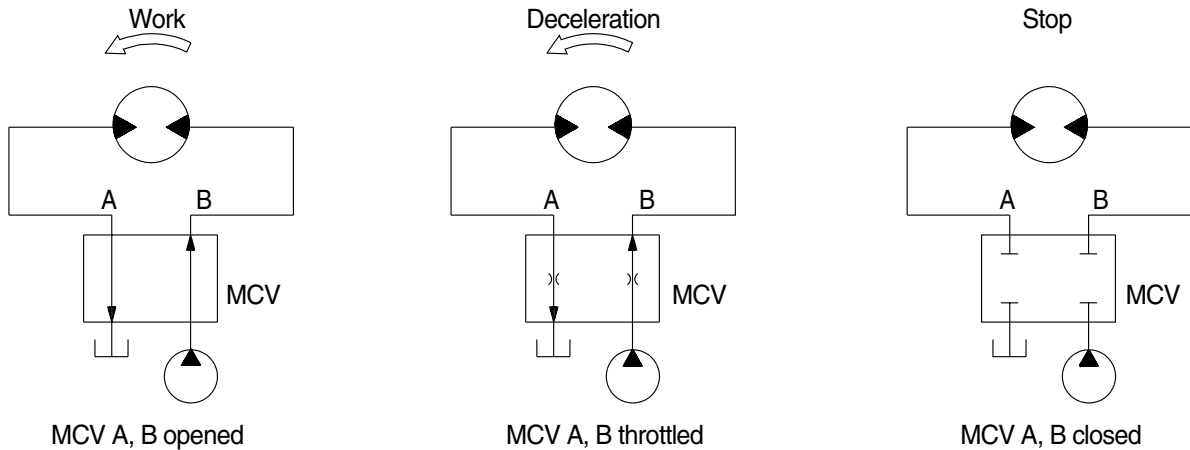 Work
A
B
MCV
MCV A, B opened
Deceleration
A
B
MCV
MCV A, B throttled
Stop
A
B
MCV
MCV A, B closed